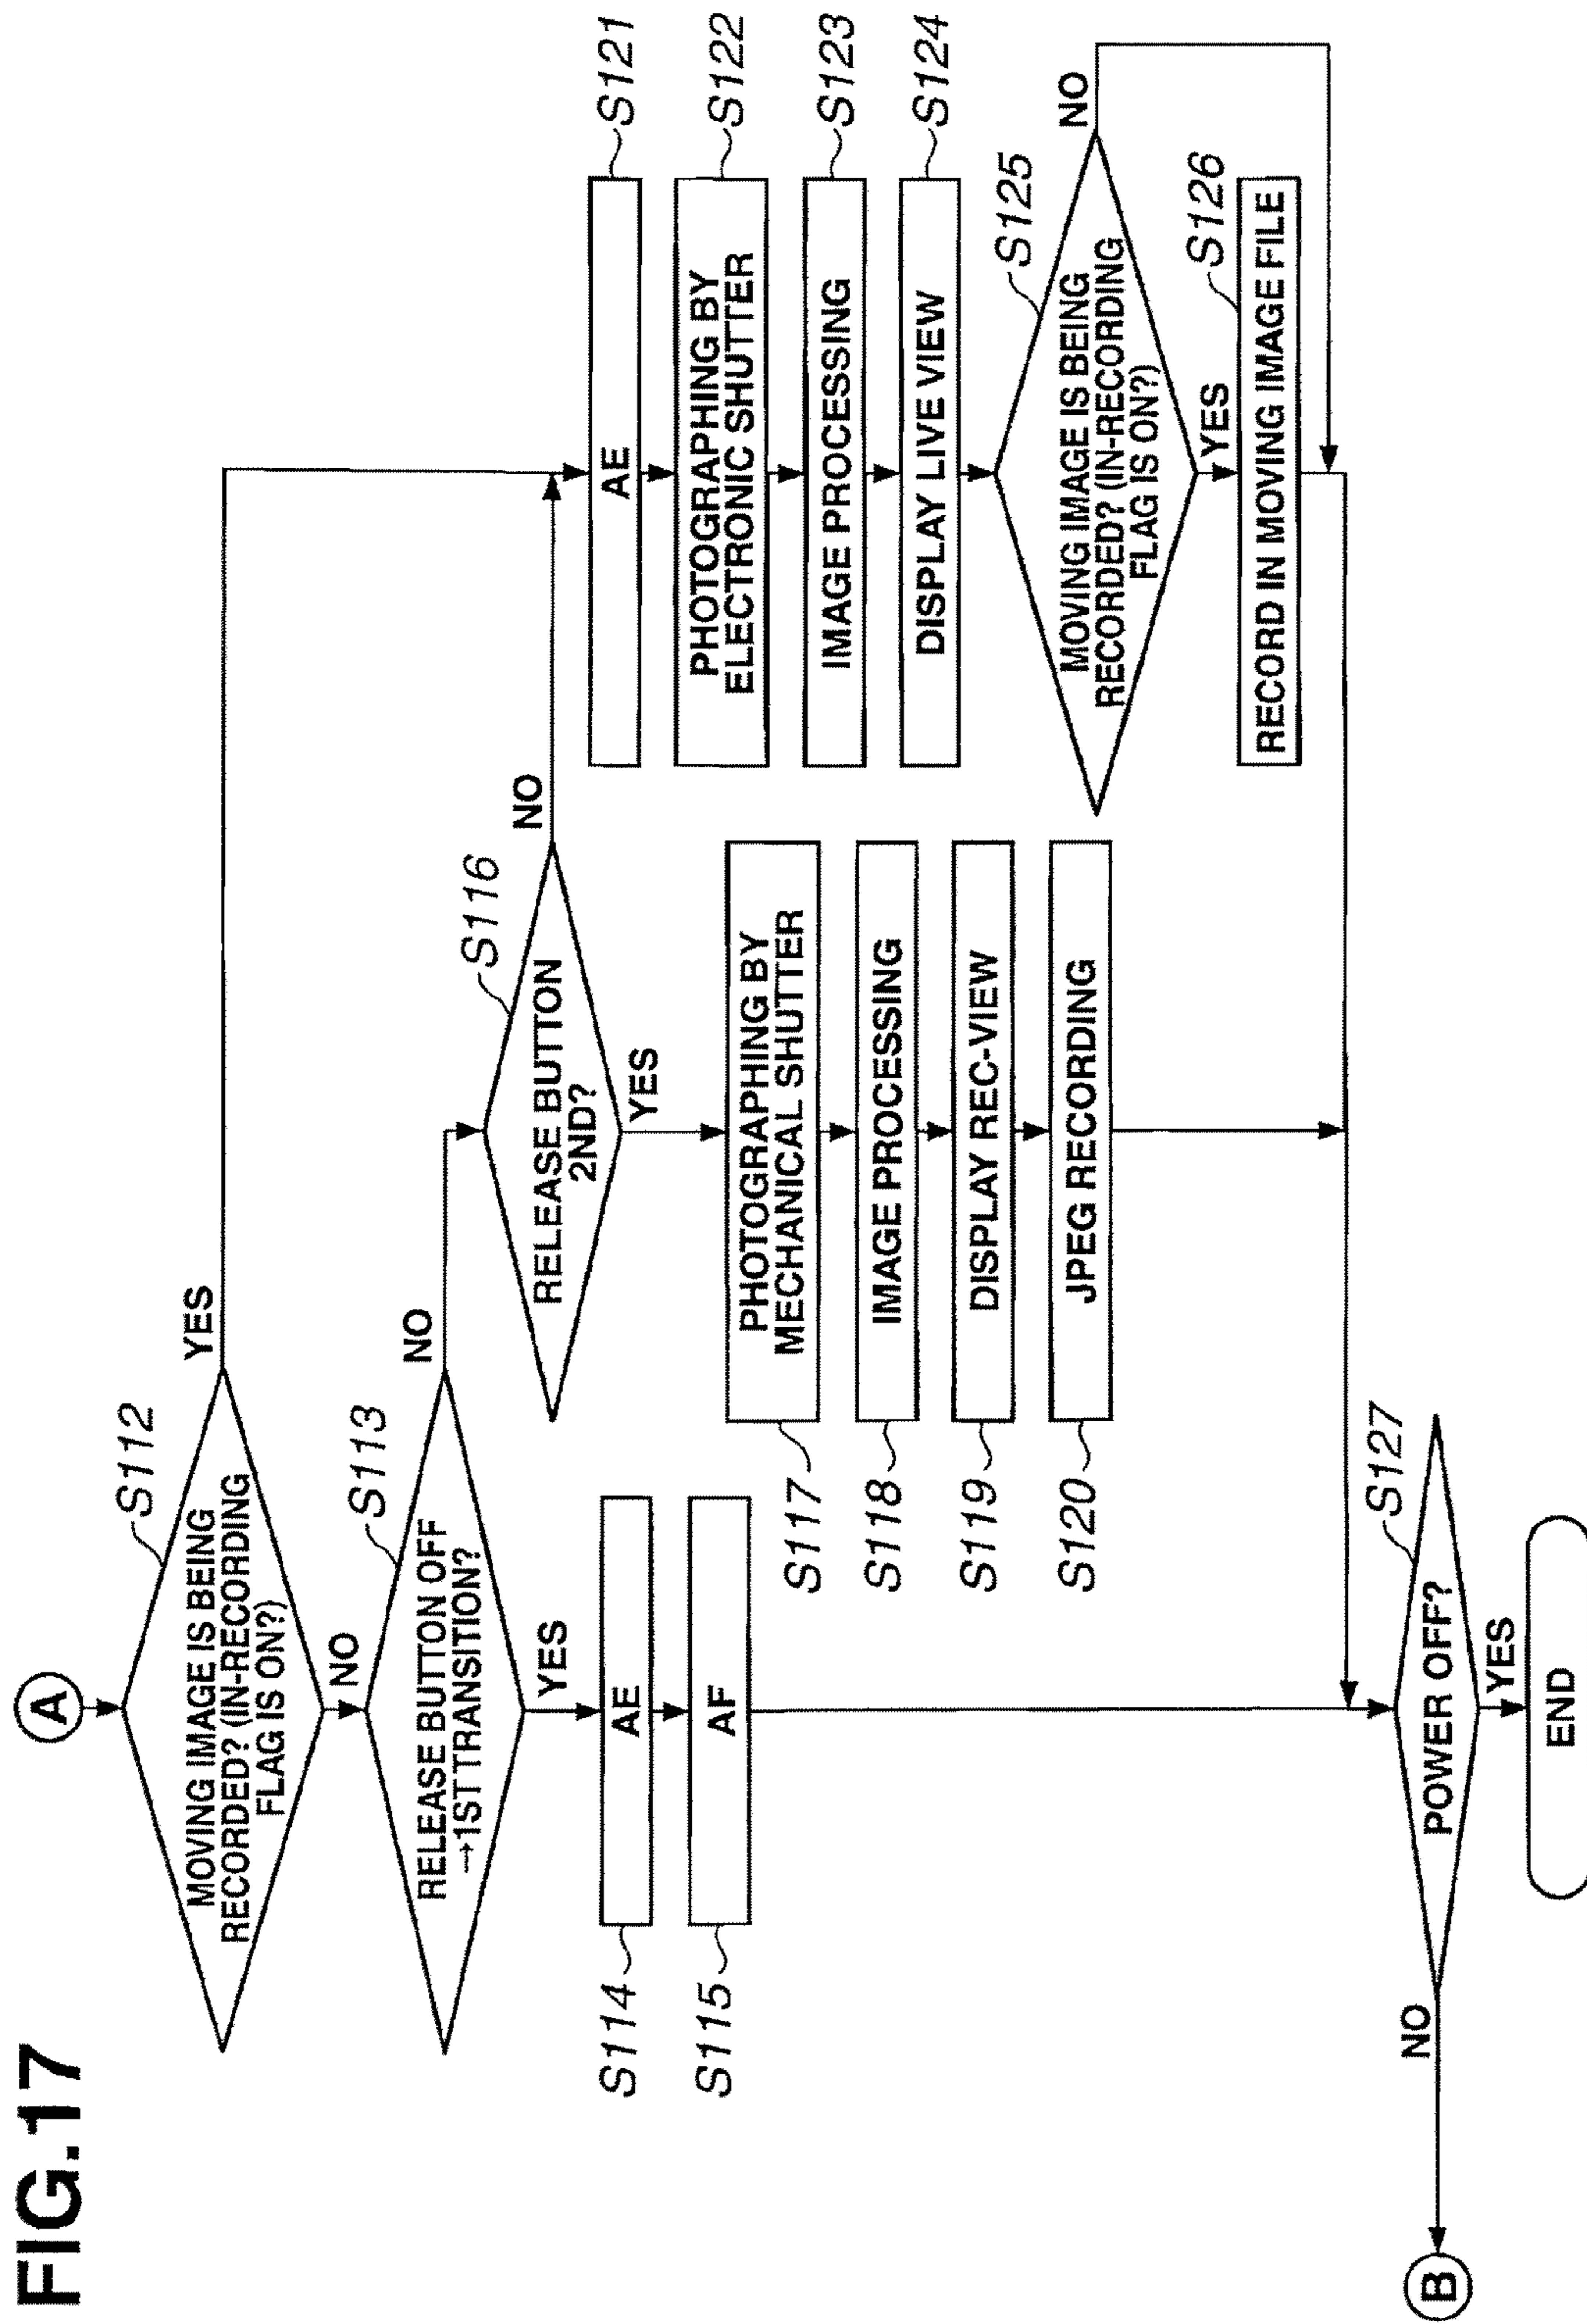 FIG.17
A
S112
MOVING IMAGE IS BEING
RECORDED? (IN-RECORDING
FLAG IS ON?)
YES
NO
S113
RELEASE BUTTON OFF
→1ST TRANSITION?
NO
YES
S114
AE
S115
AF
S116
RELEASE BUTTON
2ND?
NO
YES
S117
PHOTOGRAPHING BY
MECHANICAL SHUTTER
S118
IMAGE PROCESSING
S119
DISPLAY REC-VIEW
S120
JPEG RECORDING
S121
AE
S122
PHOTOGRAPHING BY
ELECTRONIC SHUTTER
S123
IMAGE PROCESSING
S124
DISPLAY LIVE VIEW
S125
MOVING IMAGE IS BEING
RECORDED? (IN-RECORDING
FLAG IS ON?)
NO
YES
S126
RECORD IN MOVING IMAGE FILE
S127
POWER OFF?
NO
YES
B
END